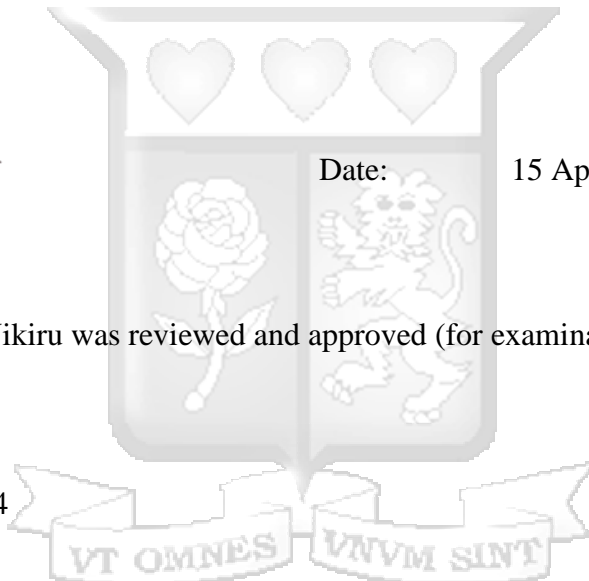 Date: 15 Ap
ikiru was reviewed and approved (for examina
4
VT OMNES VNVM SINT